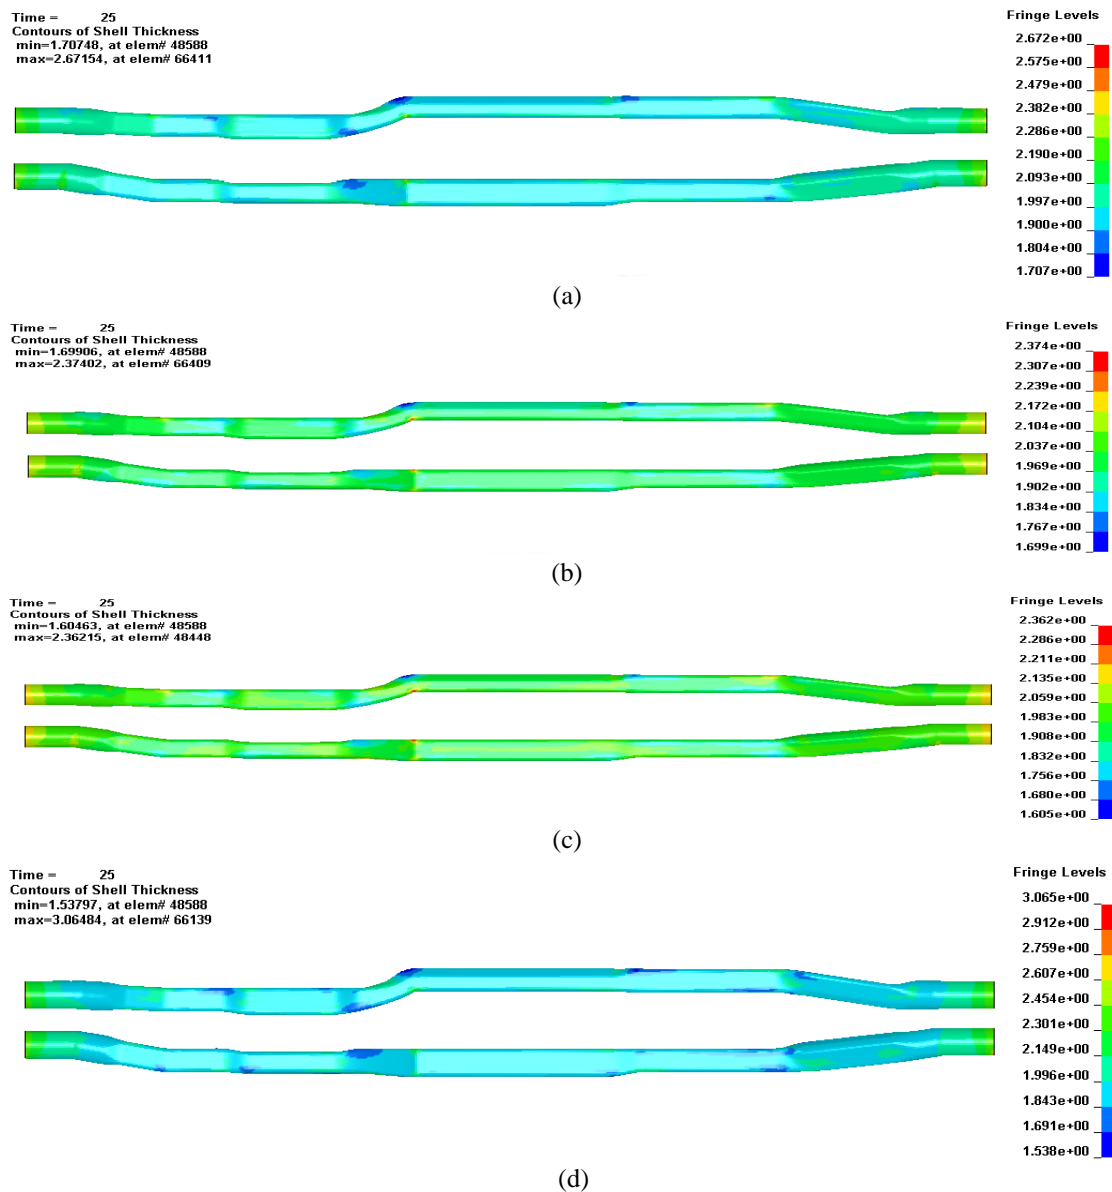 Time = 25
Contours of Shell Thickness
min=1.70748, at elem# 48588
max=2.67154, at elem# 66411
Fringe Levels
2.672e+00
2.575e+00
2.479e+00
2.382e+00
2.286e+00
2.190e+00
2.093e+00
1.997e+00
1.900e+00
1.804e+00
1.707e+00
(a)
Time = 25
Contours of Shell Thickness
min=1.69906, at elem# 48588
max=2.37402, at elem# 66409
Fringe Levels
2.374e+00
2.307e+00
2.239e+00
2.172e+00
2.104e+00
2.037e+00
1.969e+00
1.902e+00
1.834e+00
1.767e+00
1.699e+00
(b)
Time = 25
Contours of Shell Thickness
min=1.60463, at elem# 48588
max=2.36215, at elem# 48448
Fringe Levels
2.362e+00
2.286e+00
2.211e+00
2.135e+00
2.059e+00
1.983e+00
1.908e+00
1.832e+00
1.756e+00
1.680e+00
1.605e+00
(c)
Time = 25
Contours of Shell Thickness
min=1.53797, at elem# 48588
max=3.06484, at elem# 66139
Fringe Levels
3.065e+00
2.912e+00
2.759e+00
2.607e+00
2.454e+00
2.301e+00
2.149e+00
1.996e+00
1.843e+00
1.691e+00
1.538e+00
(d)